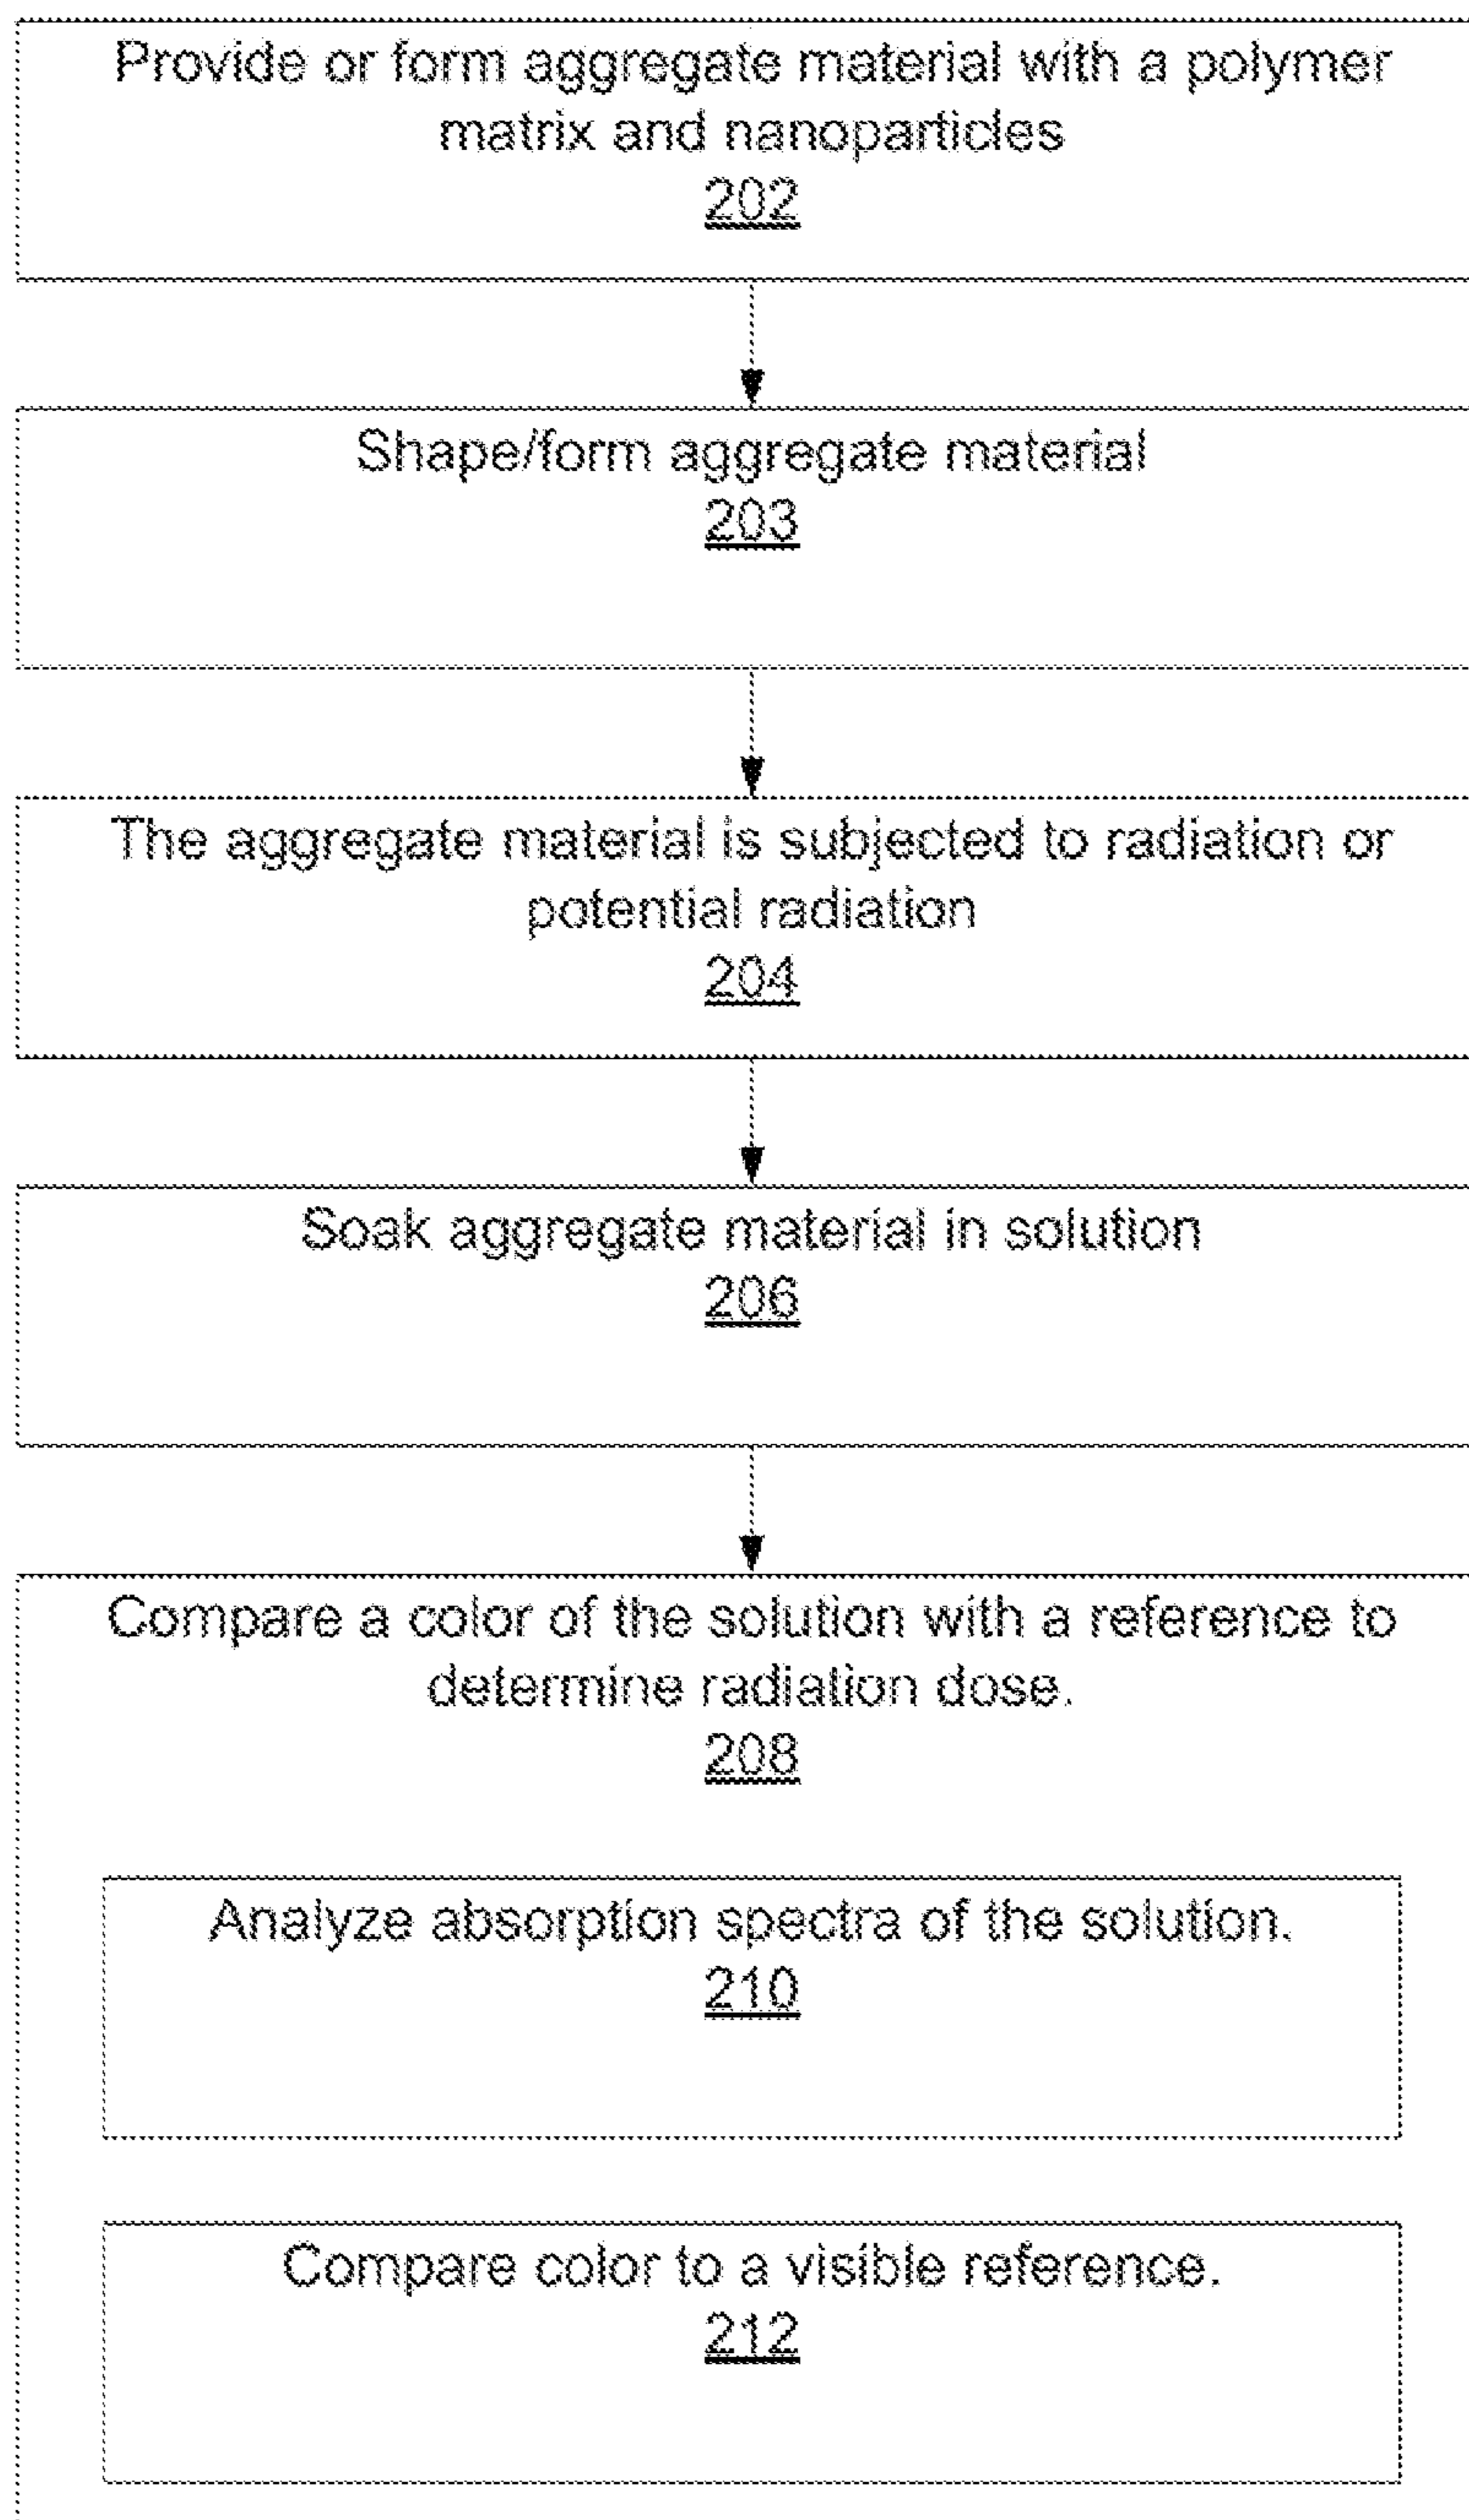 Provide or form aggregate material with a polymer
matrix and nanoparticles
202
Shape/form aggregate material
203
The aggregate material is subjected to radiation or
potential radiation
204
Soak aggregate material in solution
206
Compare a color of the solution with a reference to
determine radiation dose.
208
Analyze absorption spectra of the solution.
210
Compare color to a visible reference.
212